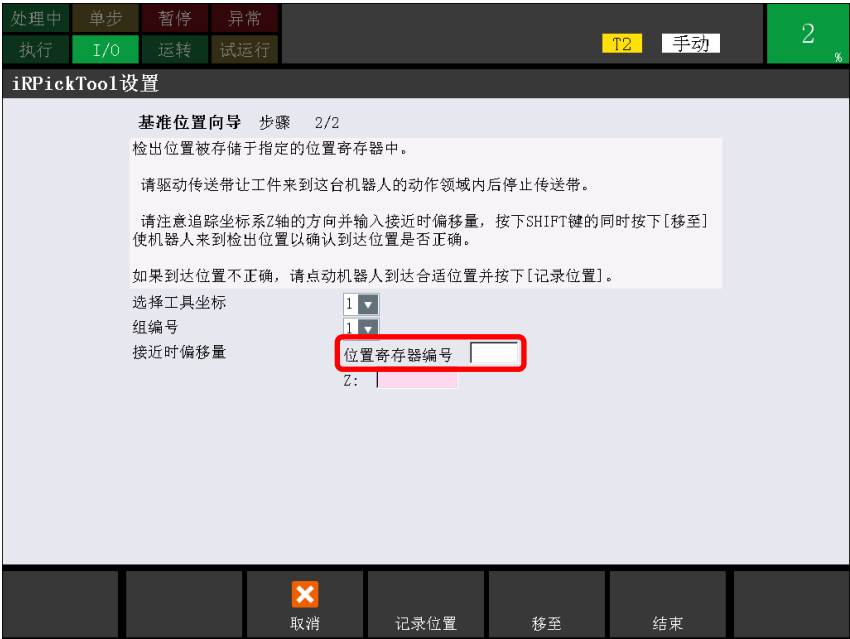 处理中 单步 暂停 异常
执行 I/O 运转 试运行 T2 手动 2 %
iRPickTool设置
基准位置向导 步骤 2/2
检出位置被存储于指定的位置寄存器中。
请驱动传送带让工件来到这台机器人的动作领域内后停止传送带。
请注意追踪坐标系Z轴的方向并输入接近时偏移量，按下SHIFT键的同时按下[移至]
使机器人来到检出位置以确认到达位置是否正确。
如果到达位置不正确，请点动机器人到达合适位置并按下[记录位置]。
选择工具坐标 1
组编号 1
接近时偏移量 位置寄存器编号
Z:
取消 记录位置 移至 结束